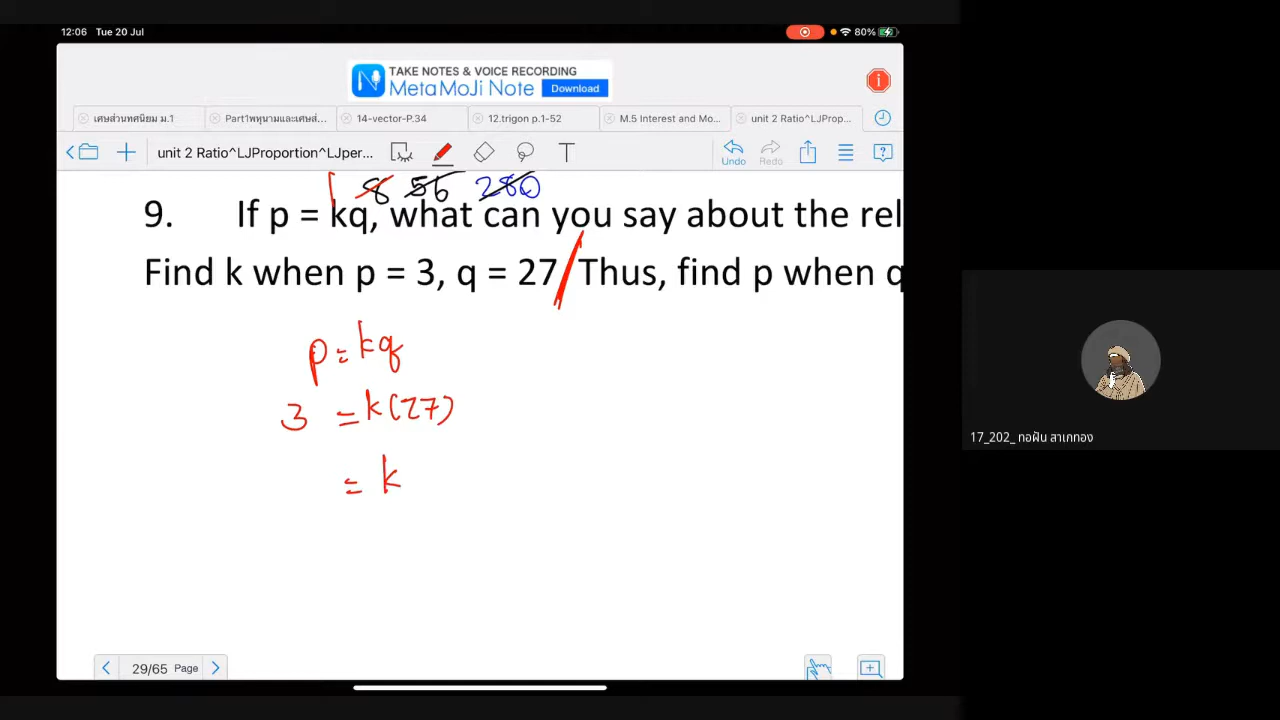 12:06 Tue 20 Jul 80%
TAKE NOTES & VOICE RECORDING
MetaMoJi Note Download
เศษส่วนทศนิยม ม.1 Part1พหุนามและเศษส่... 14-vector-P.34 12.trigon p.1-52 M.5 Interest and Mo... unit 2 Ratio^LJProp...
unit 2 Ratio^LJProportion^LJper... T Undo Redo
8 56 280
9. If p = kq, what can you say about the rel
Find k when p = 3, q = 27 Thus, find p when q
p = kq
3 = k(27)
= k
17_202_ ทอฝัน สาเกทอง
29/65 Page